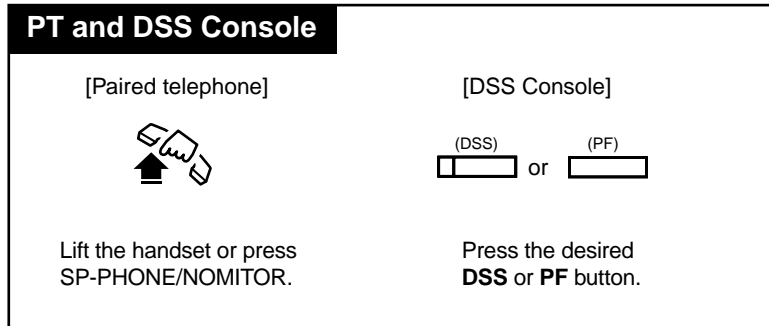 PT and DSS Console
[Paired telephone]
[DSS Console]
(DSS)
(PF)
or
Lift the handset or press
SP-PHONE/NOMITOR.
Press the desired
DSS or PF button.